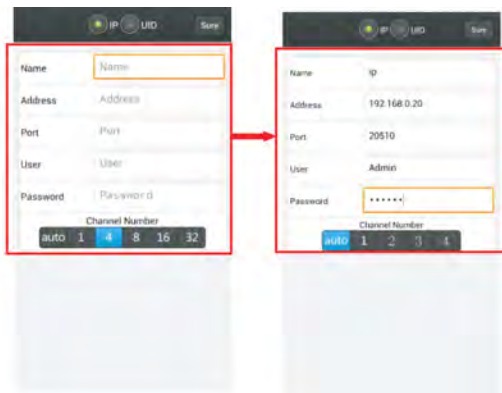 IP UID Sure
Name Name
Address Address
Port Port
User User
Password Password
Channel Number
auto 1 4 8 16 32
IP UID Sure
Name ip
Address 192.168.0.20
Port 20510
User Admin
Password ••••••
Channel Number
auto 1 2 3 4